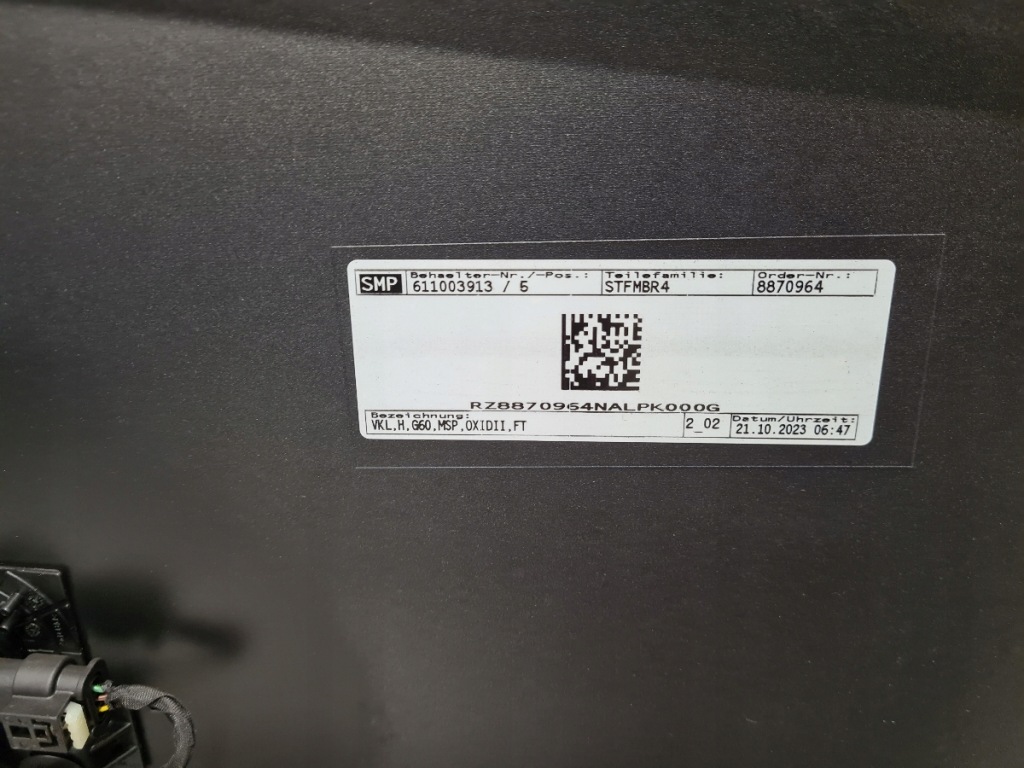 SMP Behaelter-Nr./-Pos.: Teilefamilie: Order-Nr.:
611003913 / 5 STFMBR4 8870964
RZ8870964NALPK000G
Bezeichnung: Datum/Uhrzeit:
VKL,H,G60,MSP,OXIDII,FT 2_02 21.10.2023 06:47